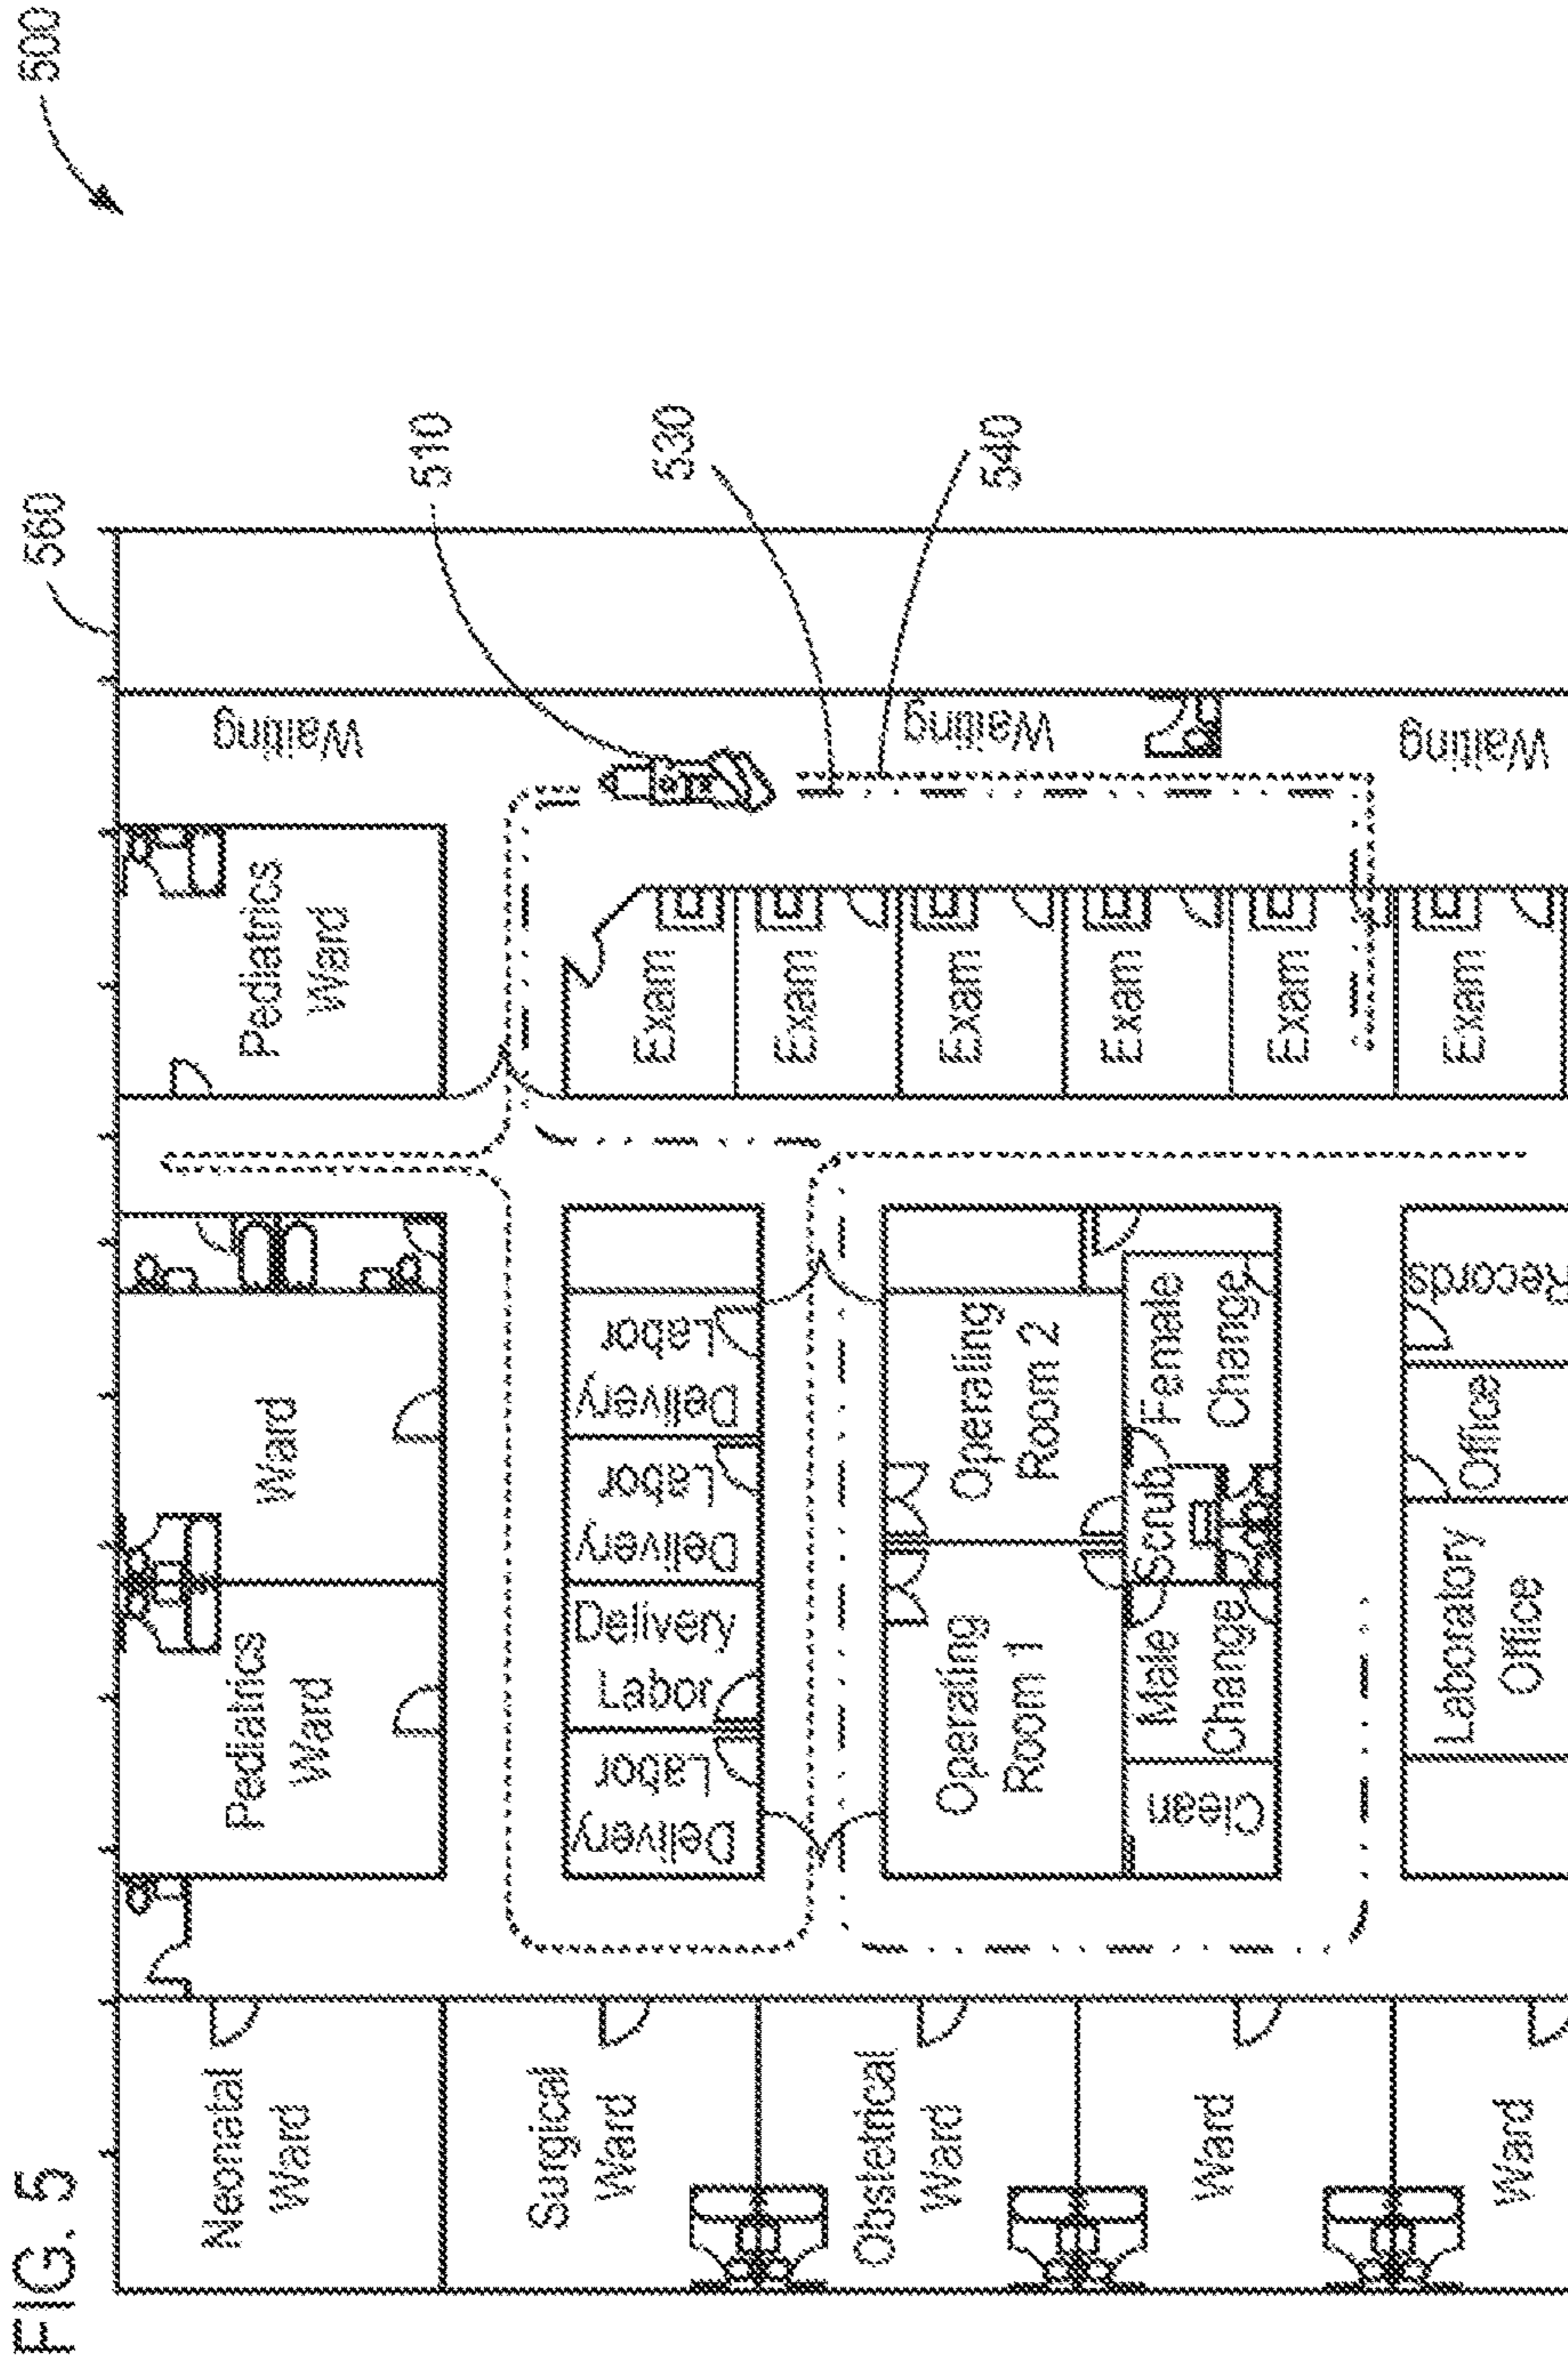 FIG. 5
500
560
510
530
540
Neonatal
Ward
Pediatrics
Ward
Ward
Pediatrics
Ward
Waiting
Surgical
Ward
Delivery
Labor
Delivery
Labor
Delivery
Labor
Delivery
Labor
Exam
Exam
Exam
Exam
Exam
Exam
Obstetrical
Ward
Operating
Room 1
Operating
Room 2
Waiting
Ward
Clean
Male
Change
Scrub
Female
Change
Waiting
Ward
Laboratory
Office
Office
Records